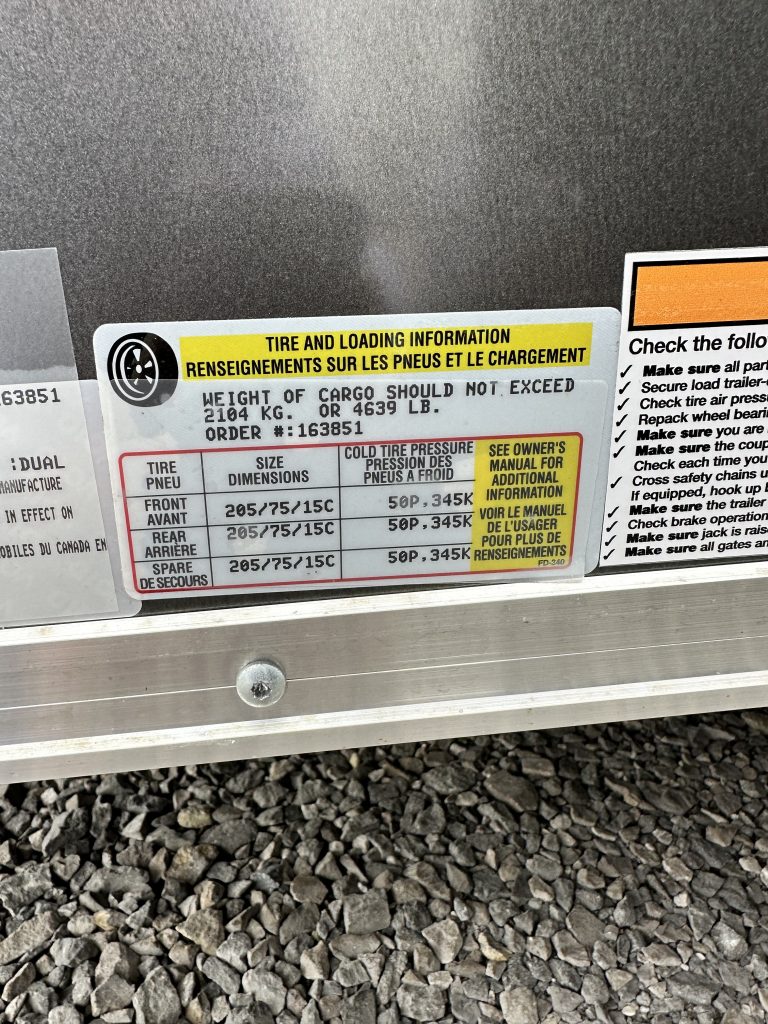 TIRE AND LOADING INFORMATION
RENSEIGNEMENTS SUR LES PNEUS ET LE CHARGEMENT
WEIGHT OF CARGO SHOULD NOT EXCEED
2104 KG. OR 4639 LB.
ORDER #:163851
TIRE
PNEU
SIZE
DIMENSIONS
COLD TIRE PRESSURE
PRESSION DES
PNEUS A FROID
FRONT
AVANT
205/75/15C
50P,345K
REAR
ARRIÈRE
205/75/15C
50P,345K
SPARE
DE SECOURS
205/75/15C
50P,345K
SEE OWNER'S
MANUAL FOR
ADDITIONAL
INFORMATION
VOIR LE MANUEL
DE L'USAGER
POUR PLUS DE
RENSEIGNEMENTS
PD-240
63851
:DUAL
MANUFACTURE
IN EFFECT ON
MOBILES DU CANADA EN
Check the follo
✓ Make sure all par
✓ Secure load trailer-
✓ Check tire air press
✓ Repack wheel beari
✓ Make sure you are
✓ Make sure the coup
Check each time you
✓ Cross safety chains u
If equipped, hook up
✓ Make sure the trailer
✓ Check brake operation
✓ Make sure jack is rais
✓ Make sure all gates an